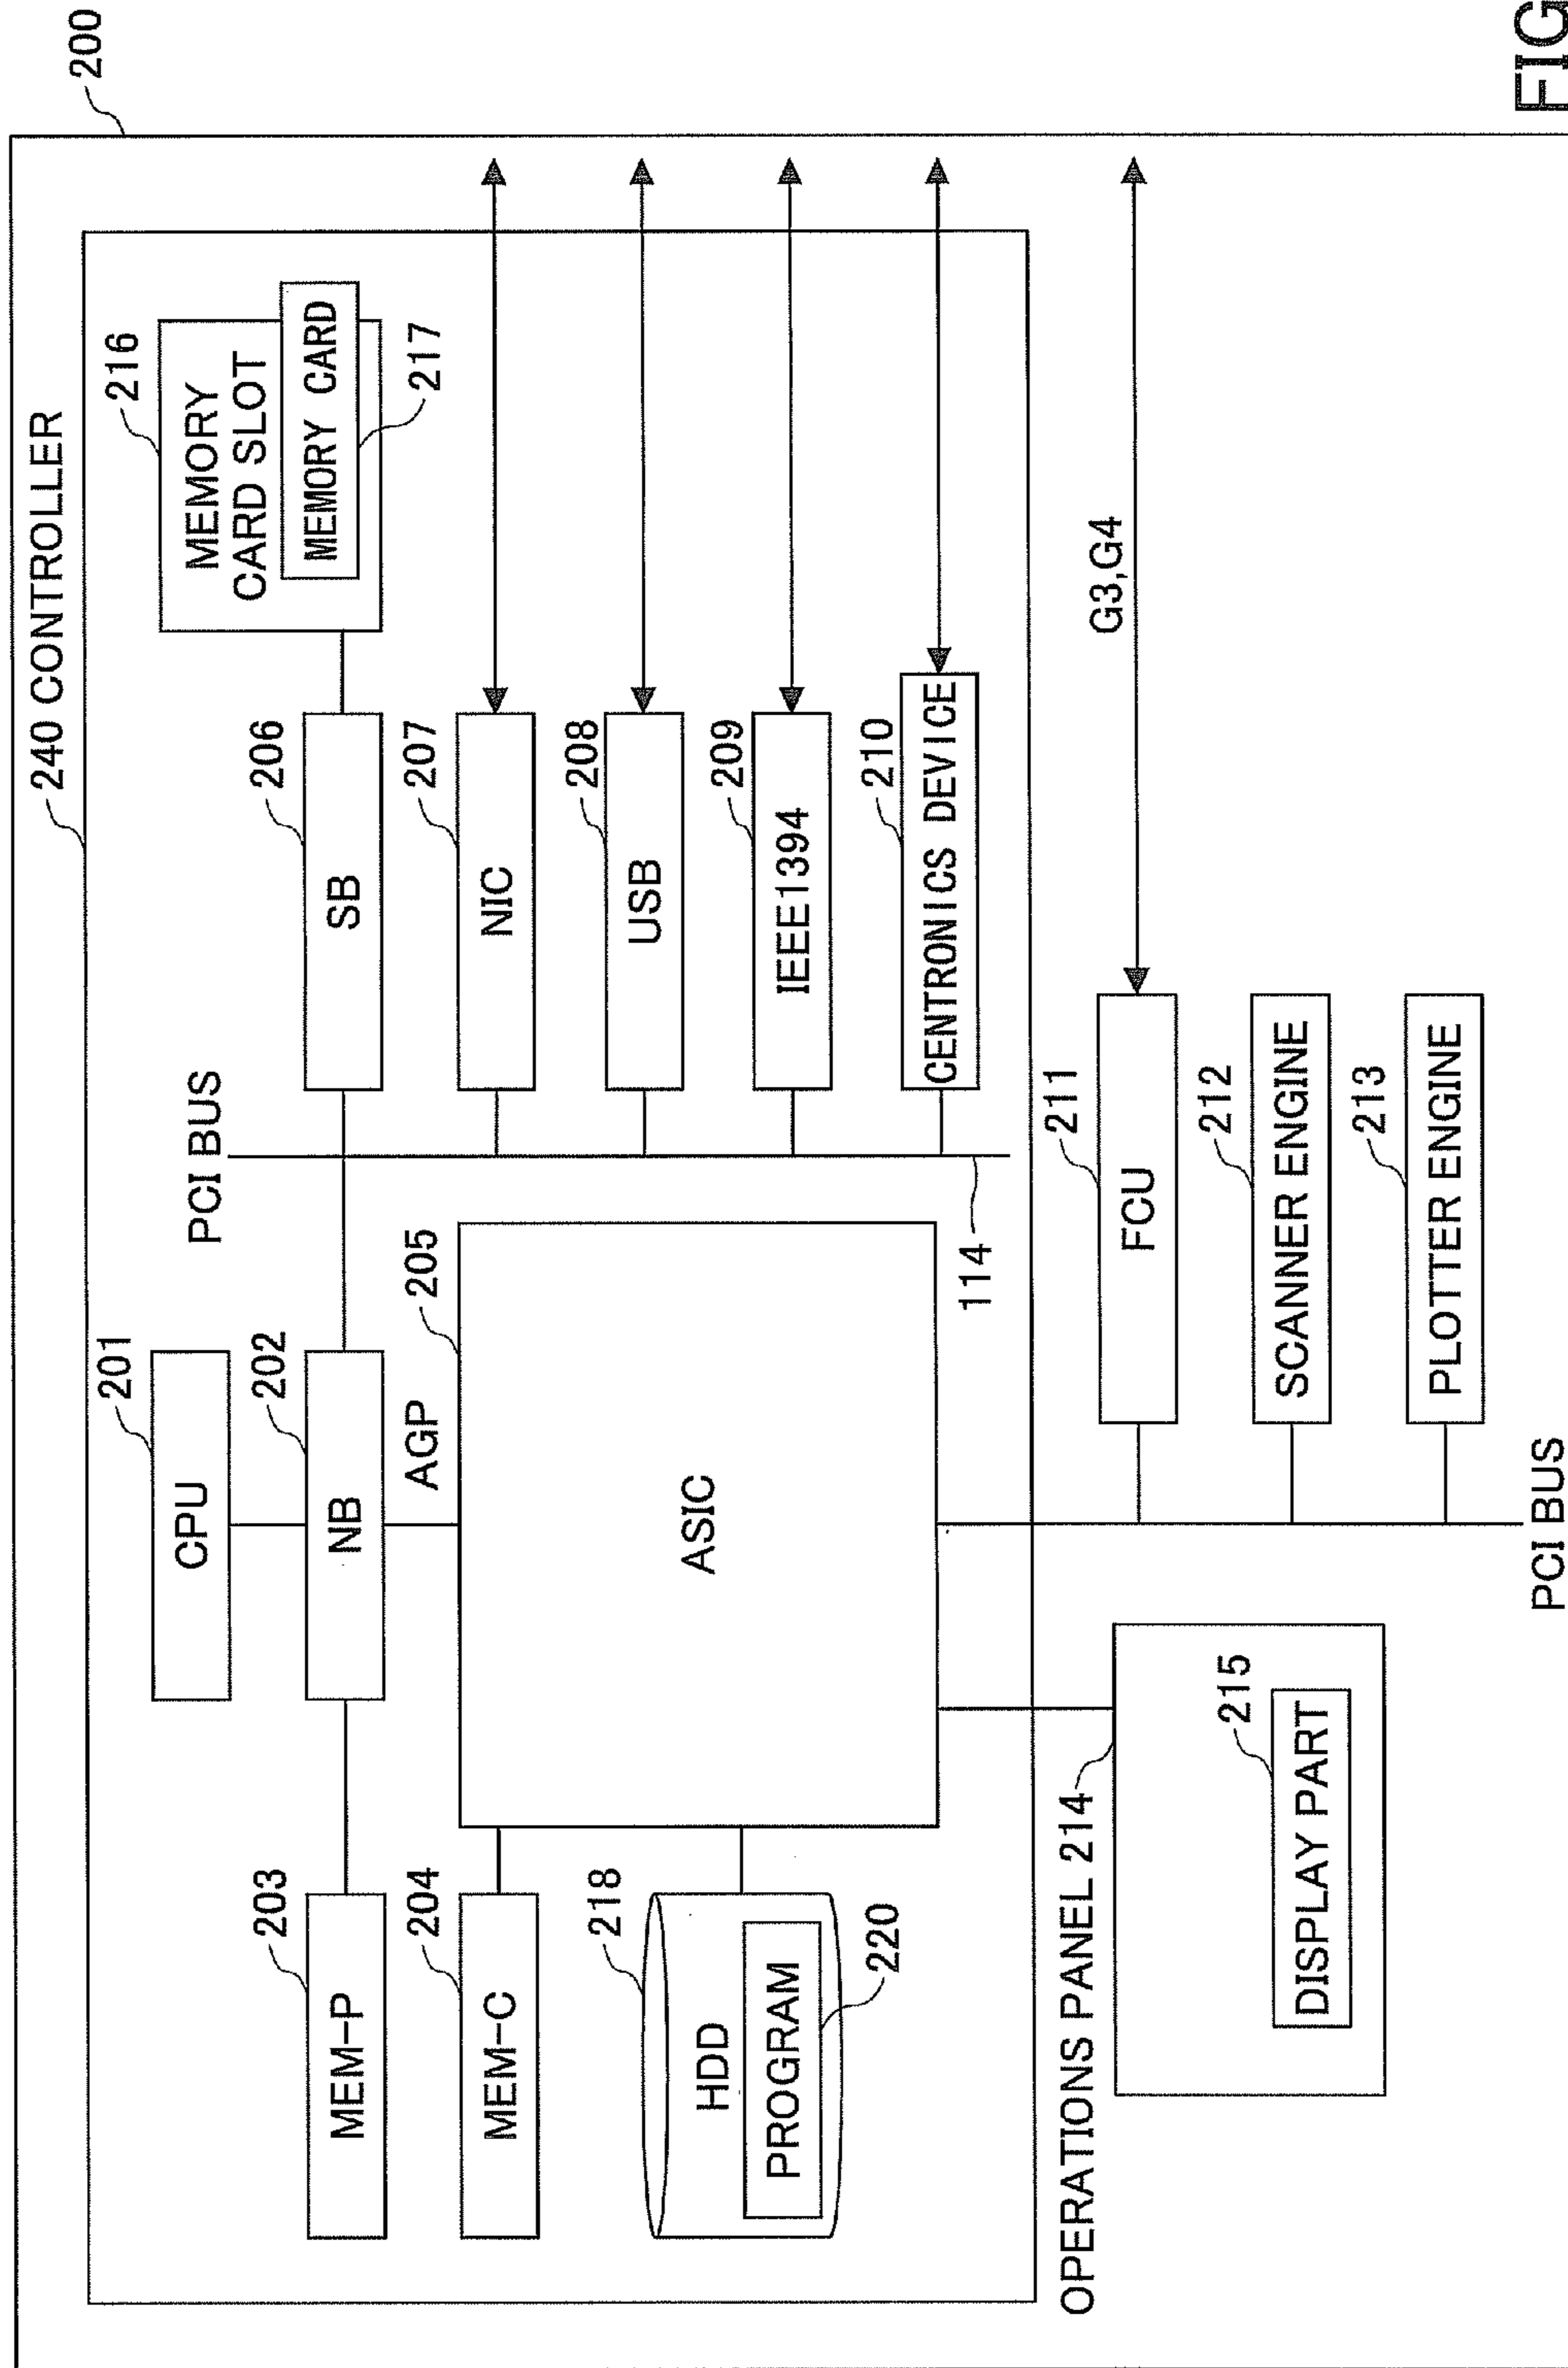 200
240 CONTROLLER
216
MEMORY
CARD SLOT
MEMORY CARD
217
201
CPU
PCI BUS
203
MEM-P
202
NB
206
SB
AGP
204
MEM-C
205
ASIC
207
NIC
218
HDD
PROGRAM
220
208
USB
209
IEEE1394
210
CENTRONICS DEVICE
114
OPERATIONS PANEL 214
215
DISPLAY PART
211
FCU
G3,G4
212
SCANNER ENGINE
213
PLOTTER ENGINE
PCI BUS
FIG